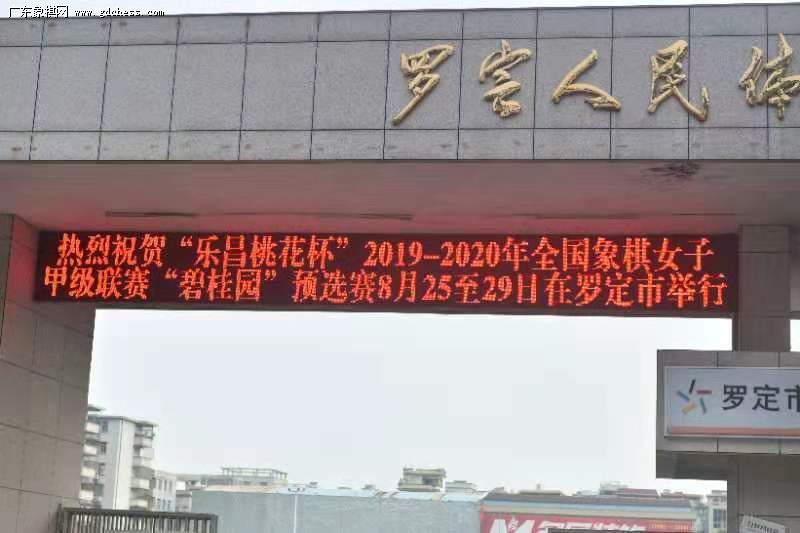 广东象棋网
www.gdchess.com
罗定人民体
热烈祝贺“乐昌桃花杯”2019-2020年全国象棋女子
甲级联赛“碧桂园”预选赛8月25至29日在罗定市举行
罗定市